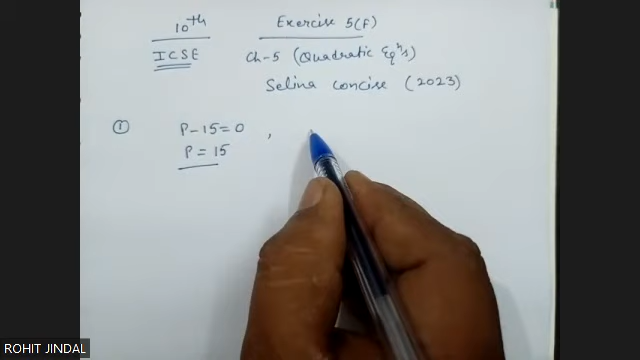 10th Exercise 5(F)
ICSE Ch-5 (Quadratic Eqns)
Selina concise (2023)
① P-15=0 ,
P = 15
ROHIT JINDAL